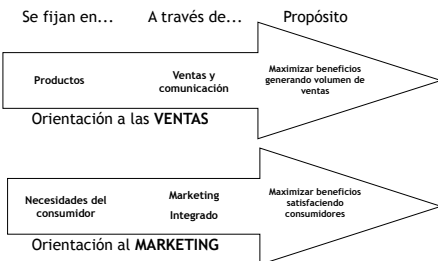 Se fijan en... A través de... Propósito
Productos
Ventas y
comunicación
Maximizar beneficios
generando volumen de
ventas
Orientación a las VENTAS
Necesidades del
consumidor
Marketing
Integrado
Maximizar beneficios
satisfaciendo
consumidores
Orientación al MARKETING